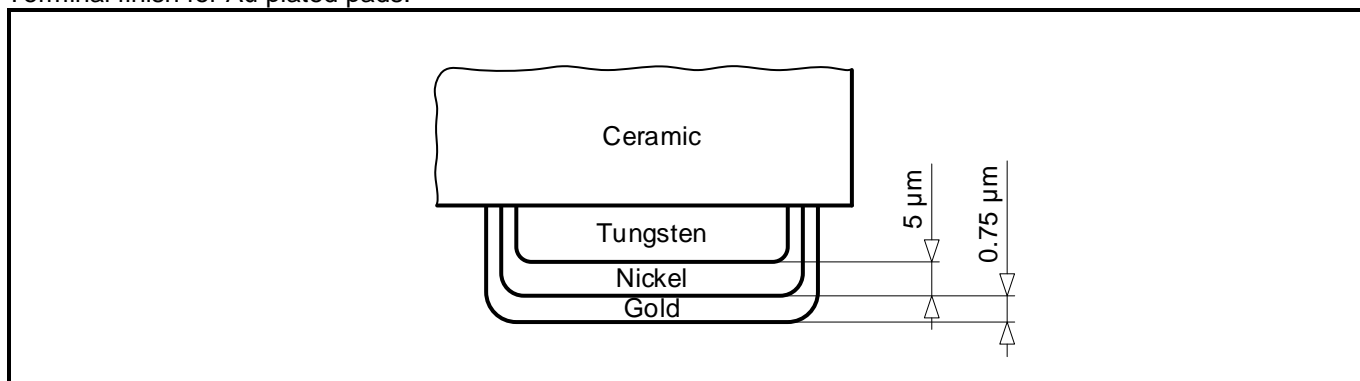 Terminal finish for Au plated pads:
Ceramic
5 µm
0.75 µm
Tungsten
Nickel
Gold